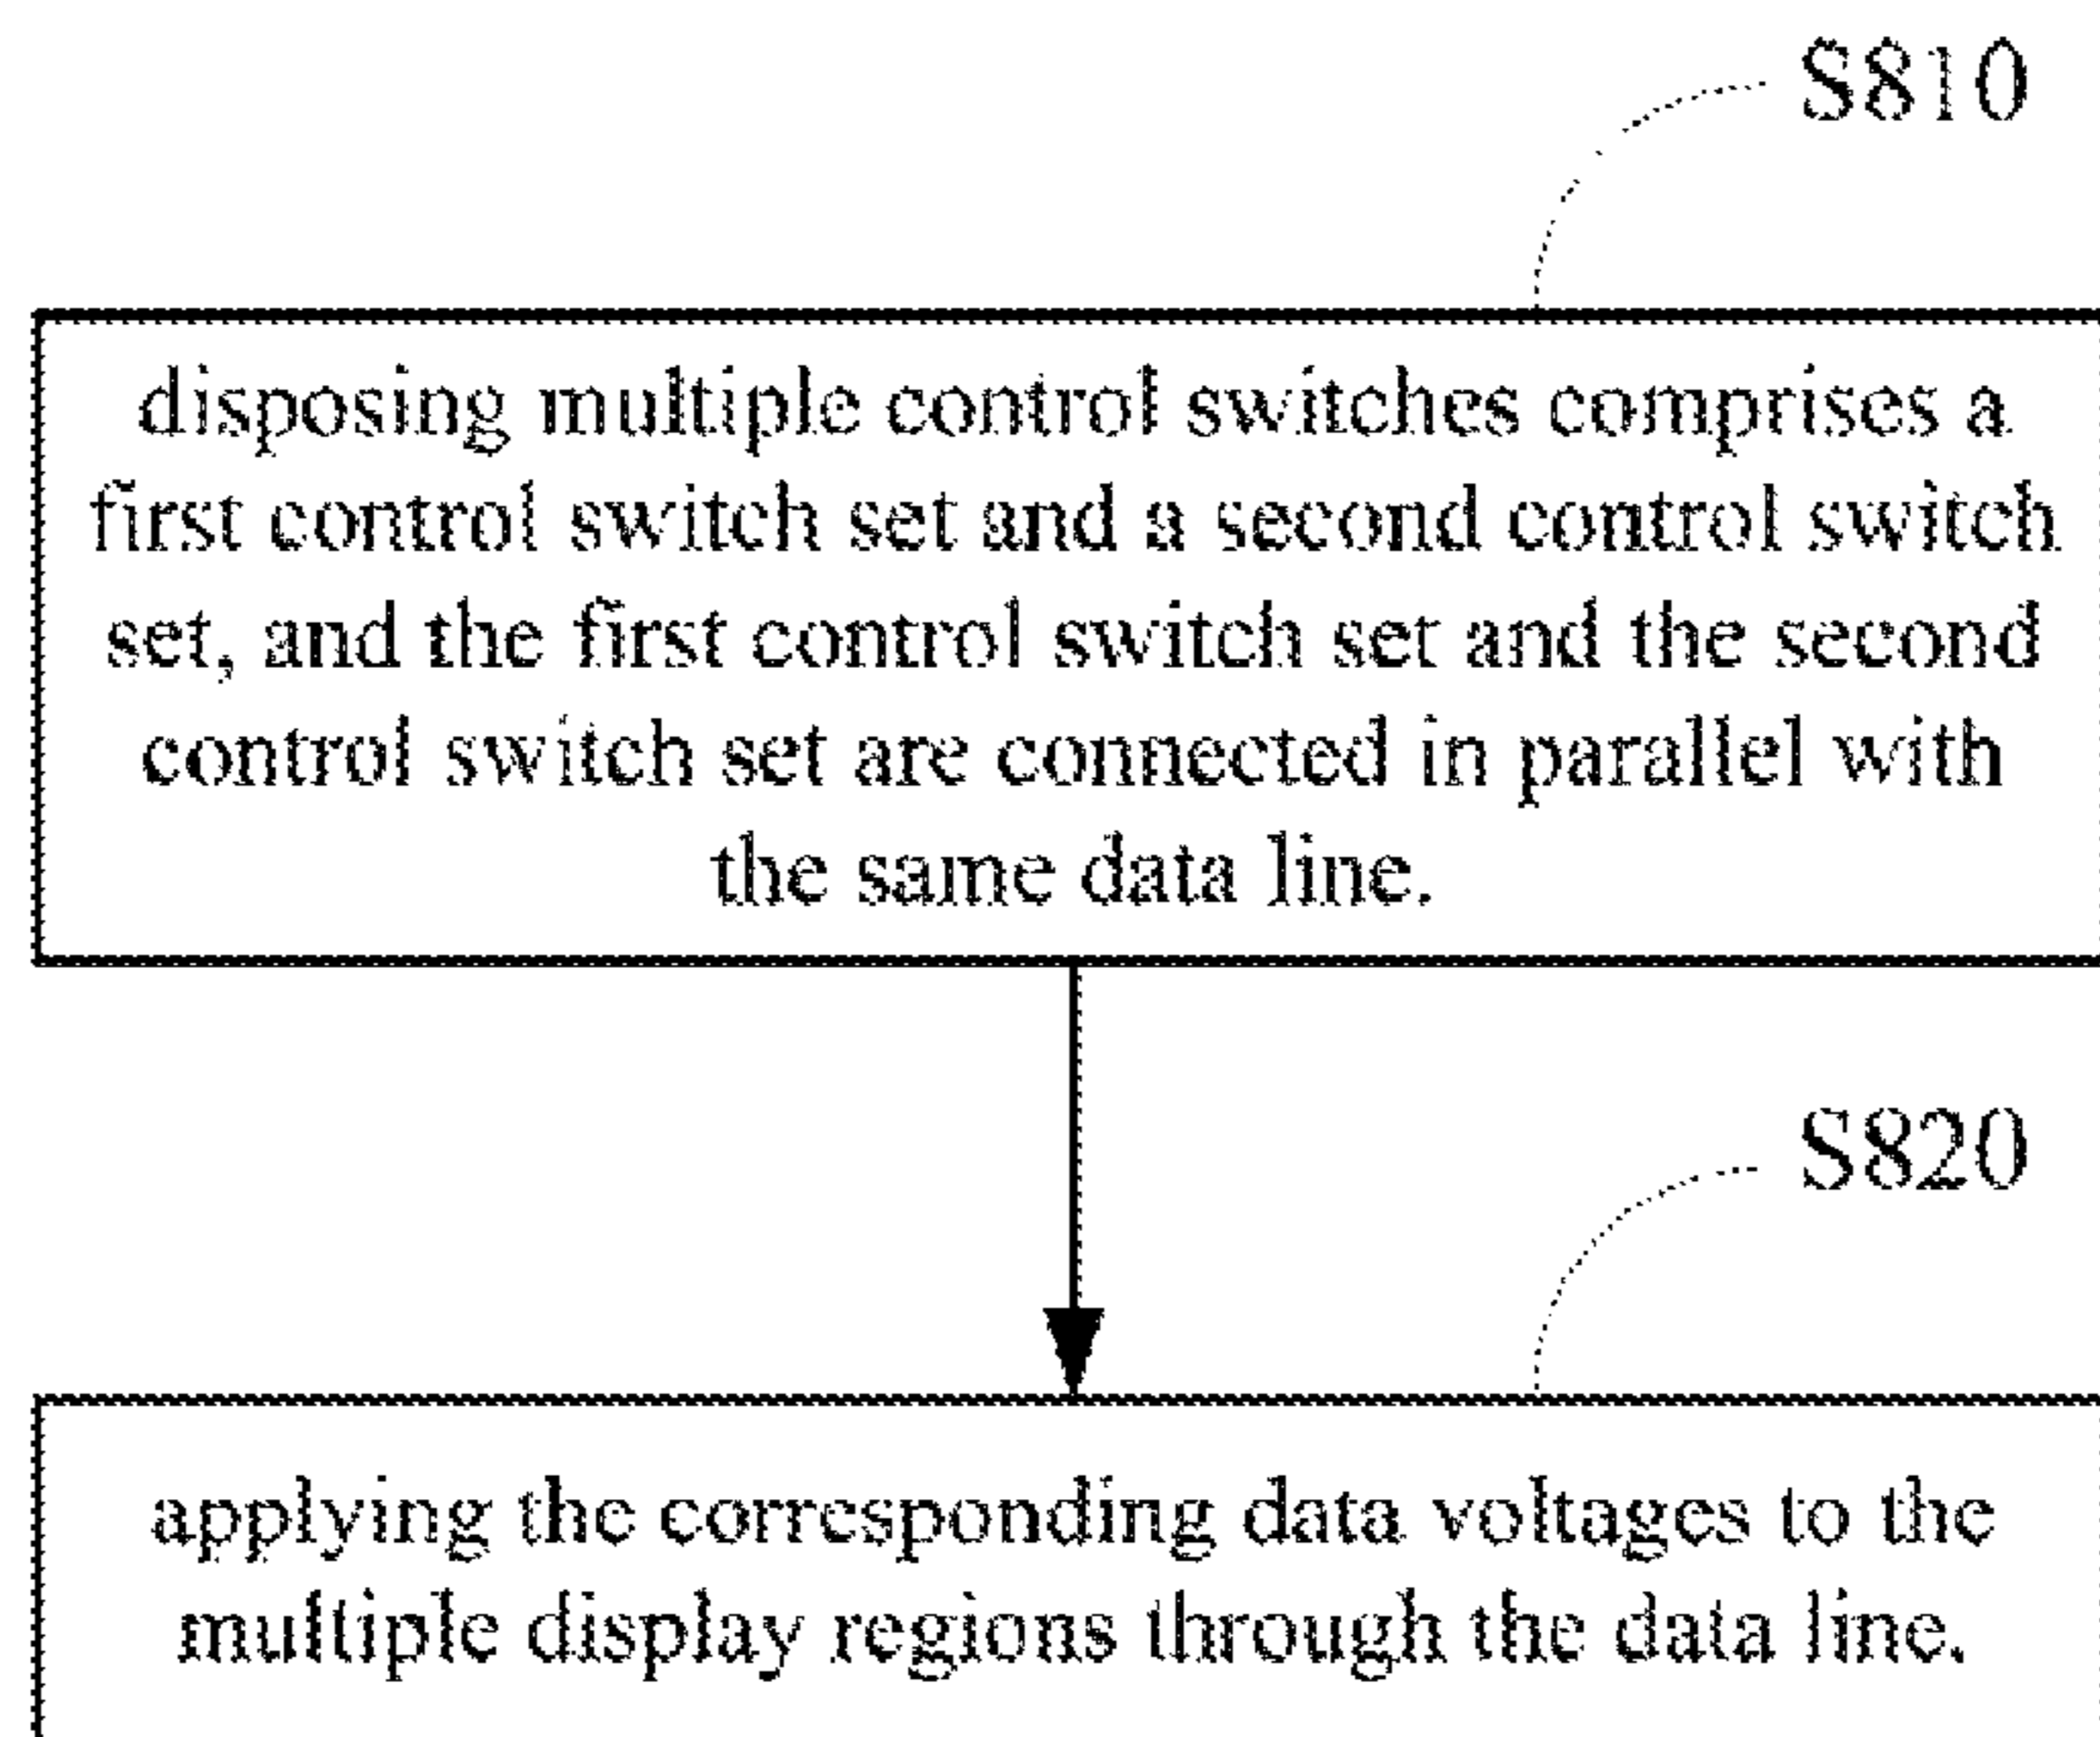 S810
disposing multiple control switches comprises a
first control switch set and a second control switch
set, and the first control switch set and the second
control switch set are connected in parallel with
the same data line.
S820
applying the corresponding data voltages to the
multiple display regions through the data line.